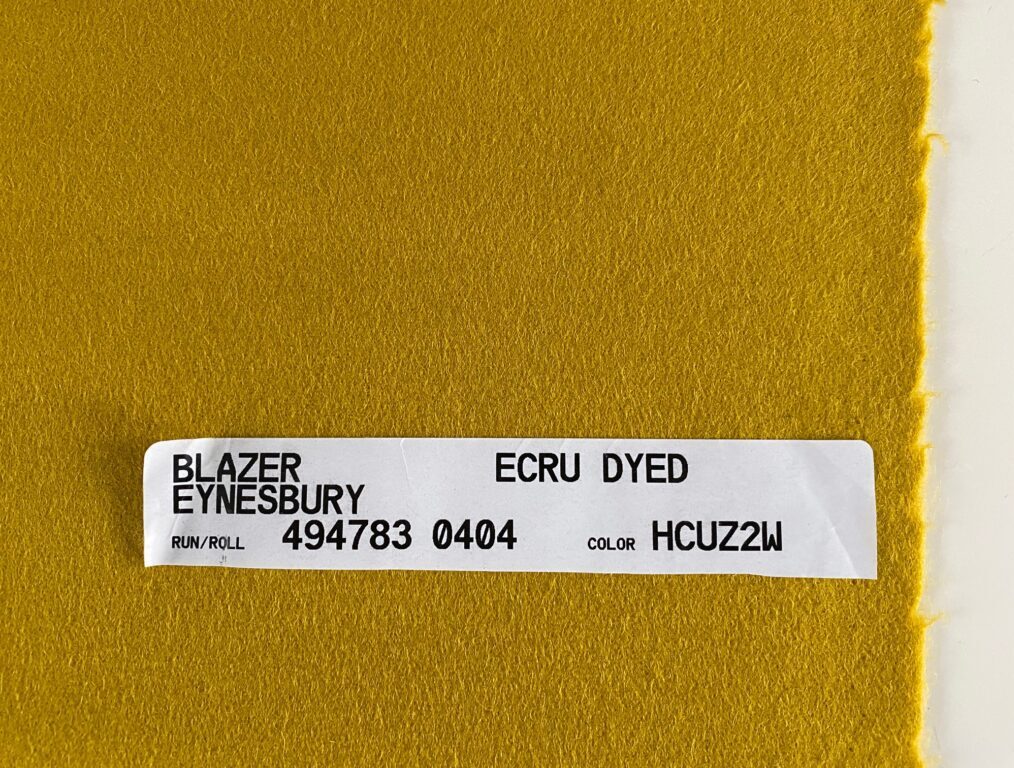 BLAZER ECRU DYED
EYNESBURY
RUN/ROLL 494783 0404 COLOR HCUZ2W